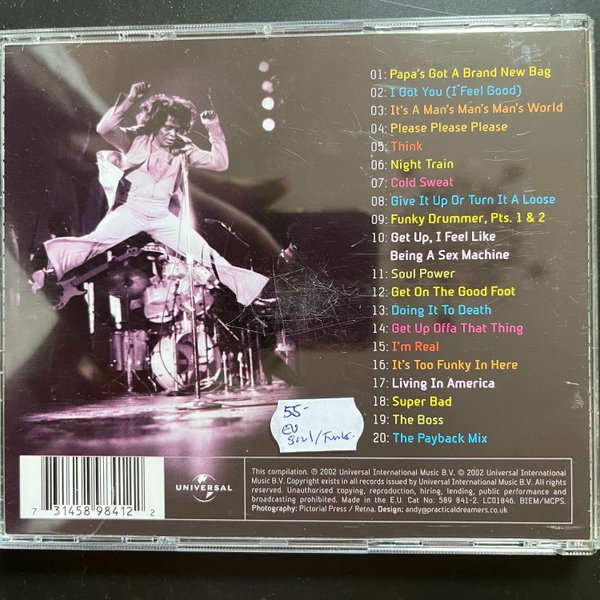 01: Papa's Got A Brand New Bag
02: I Got You (I Feel Good)
03: It's A Man's Man's Man's World
04: Please Please Please
05: Think
06: Night Train
07: Cold Sweat
08: Give It Up Or Turn It A Loose
09: Funky Drummer, Pts. 1 & 2
10: Get Up, I Feel Like
Being A Sex Machine
11: Soul Power
12: Get On The Good Foot
13: Doing It To Death
14: Get Up Offa That Thing
15: I'm Real
16: It's Too Funky In Here
17: Living In America
18: Super Bad
19: The Boss
20: The Payback Mix
55-
EU
Soul/Funk.
7 31458 98412 2
UNIVERSAL
This compilation. ℗ 2002 Universal International Music B.V. © 2002 Universal International
Music B.V. Copyright exists in all records issued by Universal International Music B.V. All rights reserved.
Unauthorised copying, reproduction, hiring, lending, public performance and
broadcasting prohibited. Made in the E.U. Cat No: 589 841-2. LC01846. BIEM/MCPS.
Photography: Pictorial Press / Retna. Design: andy@practicaldreamers.co.uk